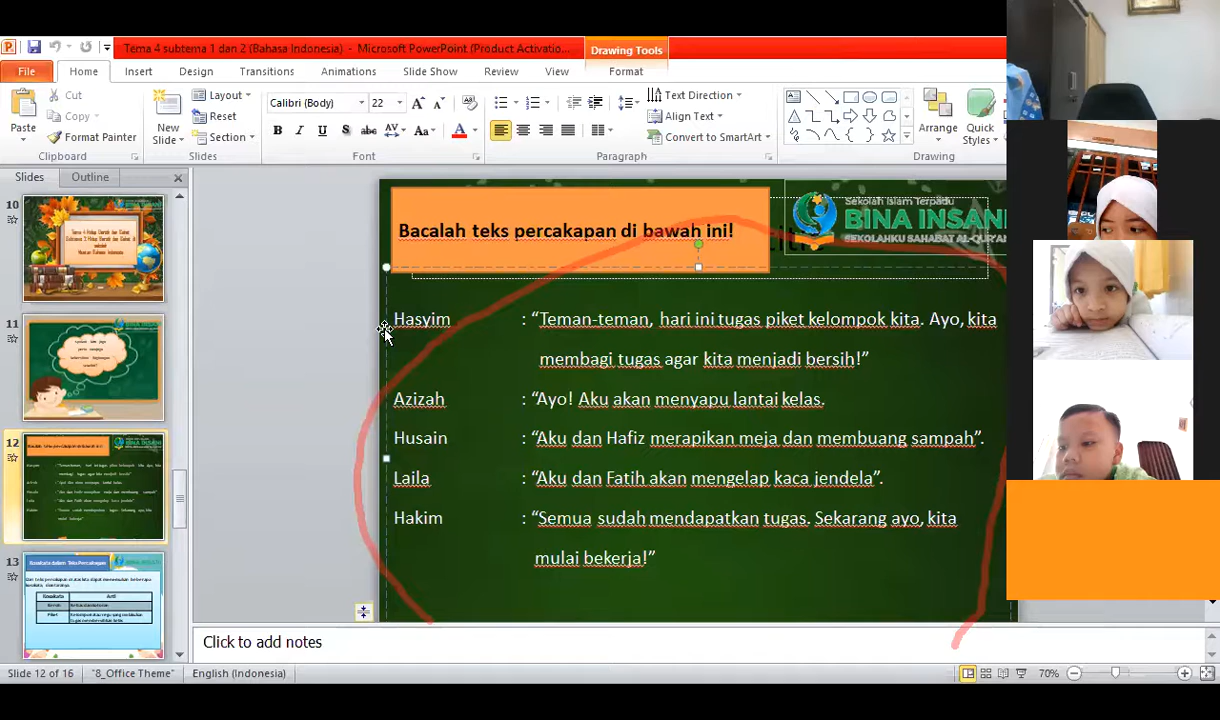 Tema 4 subtema 1 dan 2 (Bahasa Indonesia) - Microsoft PowerPoint (Product Activatio...
Drawing Tools
File Home Insert Design Transitions Animations Slide Show Review View Format
Paste
Cut
Copy
Format Painter
Clipboard
New Slide
Layout
Reset
Section
Slides
Calibri (Body) 22
Font
Text Direction
Align Text
Convert to SmartArt
Paragraph
Arrange
Quick Styles
Drawing
Slides Outline
10
11
12
13
Bacalah teks percakapan di bawah ini!
Sekolah Islam Terpadu
BINA INSANI
SEKOLAHKU SAHABAT AL-QUR'AN
Hasyim : “Teman-teman, hari ini tugas piket kelompok kita. Ayo, kita
membagi tugas agar kita menjadi bersih!”
Azizah : “Ayo! Aku akan menyapu lantai kelas.
Husain : “Aku dan Hafiz merapikan meja dan membuang sampah”.
Laila : “Aku dan Fatih akan mengelap kaca jendela”.
Hakim : “Semua sudah mendapatkan tugas. Sekarang ayo, kita
mulai bekerja!”
Click to add notes
Slide 12 of 16 "8_Office Theme" English (Indonesia) 70%